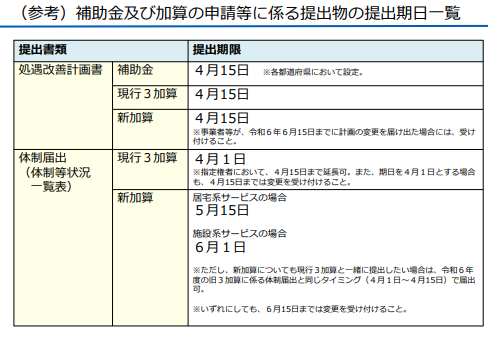 （参考）補助金及び加算の申請等に係る提出物の提出期日一覧
提出書類 提出期限
処遇改善計画書 補助金 ４月15日 ※各都道府県において設定。
現行３加算 ４月15日
新加算 ４月15日
※事業者等が、令和６年６月15日までに計画の変更を届け出た場合には、受け
付けること。
体制届出
（体制等状況
一覧表）
現行３加算 ４月１日
※指定権者において、４月15日まで延長可。また、期日を４月１日とする場合
も、４月15日までは変更を受け付けること。
新加算 居宅系サービスの場合
５月15日
施設系サービスの場合
６月１日
※ただし、新加算についても現行３加算と一緒に提出したい場合は、令和６年
度の旧３加算に係る体制届出と同じタイミング（４月１日～４月15日）で届出
可。
※いずれにしても、６月15日までは変更を受け付けること。